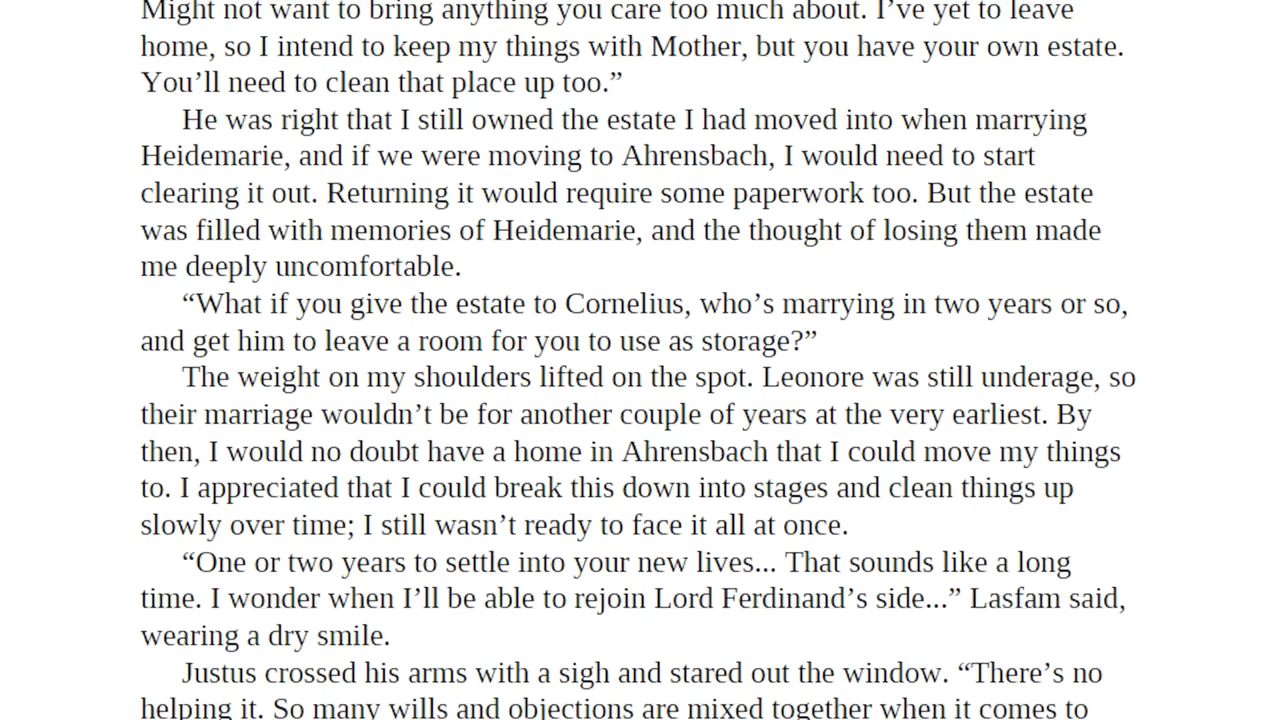 Might not want to bring anything you care too much about. I’ve yet to leave
home, so I intend to keep my things with Mother, but you have your own estate.
You’ll need to clean that place up too.”
He was right that I still owned the estate I had moved into when marrying
Heidemarie, and if we were moving to Ahrensbach, I would need to start
clearing it out. Returning it would require some paperwork too. But the estate
was filled with memories of Heidemarie, and the thought of losing them made
me deeply uncomfortable.
“What if you give the estate to Cornelius, who’s marrying in two years or so,
and get him to leave a room for you to use as storage?”
The weight on my shoulders lifted on the spot. Leonore was still underage, so
their marriage wouldn’t be for another couple of years at the very earliest. By
then, I would no doubt have a home in Ahrensbach that I could move my things
to. I appreciated that I could break this down into stages and clean things up
slowly over time; I still wasn’t ready to face it all at once.
“One or two years to settle into your new lives... That sounds like a long
time. I wonder when I’ll be able to rejoin Lord Ferdinand’s side...” Lasfam said,
wearing a dry smile.
Justus crossed his arms with a sigh and stared out the window. “There’s no
helping it. So many wills and objections are mixed together when it comes to